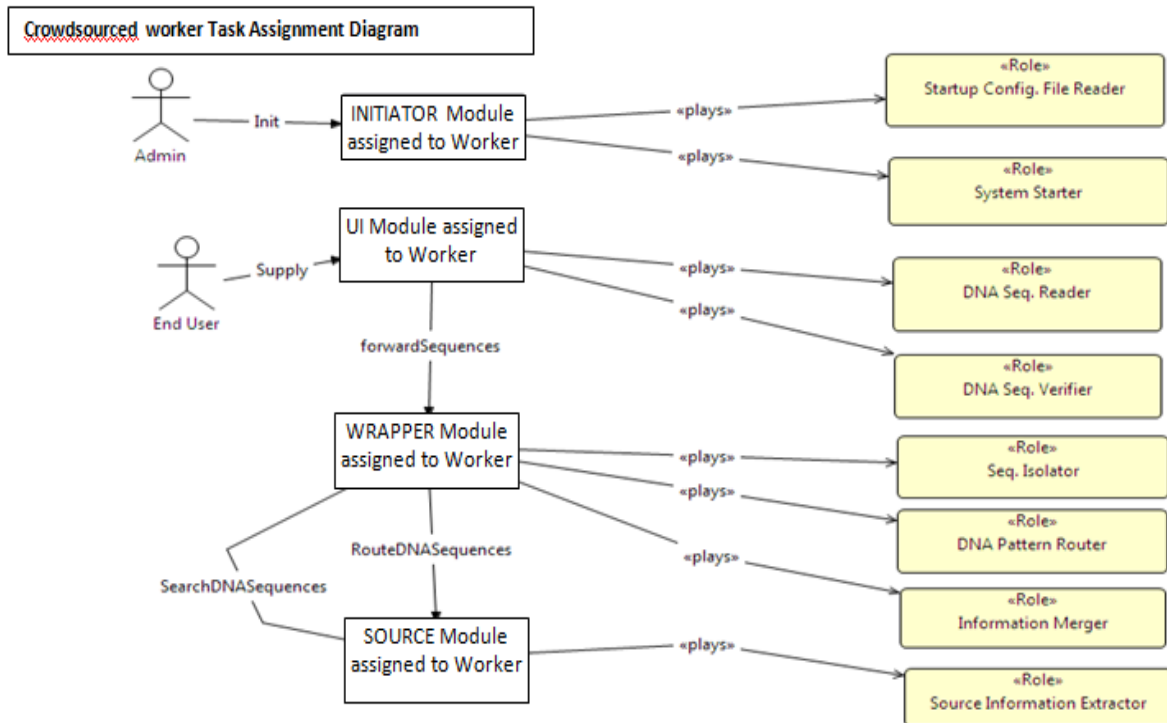 Crowdsourced worker Task Assignment Diagram
«Role»
Startup Config. File Reader
INITIATOR Module
assigned to Worker
Init
«plays»
Admin
«plays»
«Role»
System Starter
UI Module assigned
to Worker
Supply
End User
«plays»
«Role»
DNA Seq. Reader
«plays»
forwardSequences
«Role»
DNA Seq. Verifier
WRAPPER Module
assigned to Worker
«plays»
«Role»
Seq. Isolator
«plays»
«Role»
DNA Pattern Router
RouteDNASequences
«plays»
SearchDNASequences
«Role»
Information Merger
SOURCE Module
assigned to Worker
«plays»
«Role»
Source Information Extractor